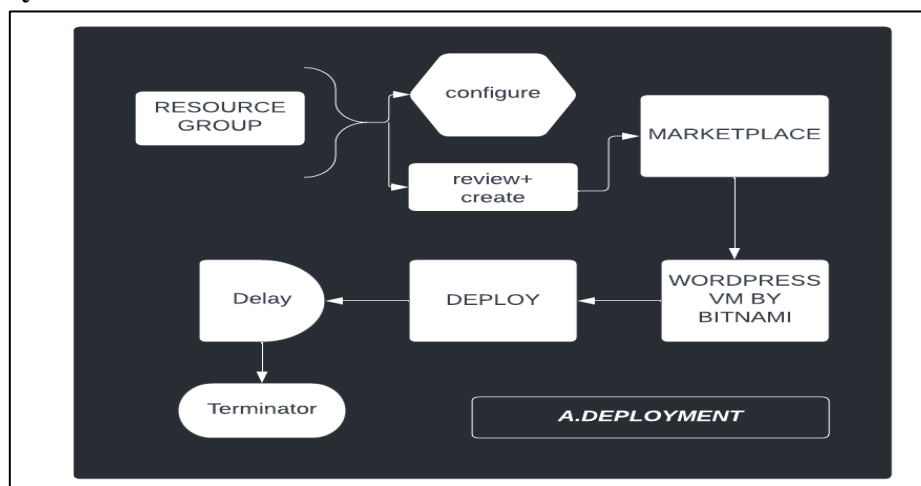 RESOURCE
GROUP
configure
review+
create
MARKETPLACE
WORDPRESS
VM BY
BITNAMI
DEPLOY
Delay
Terminator
A.DEPLOYMENT